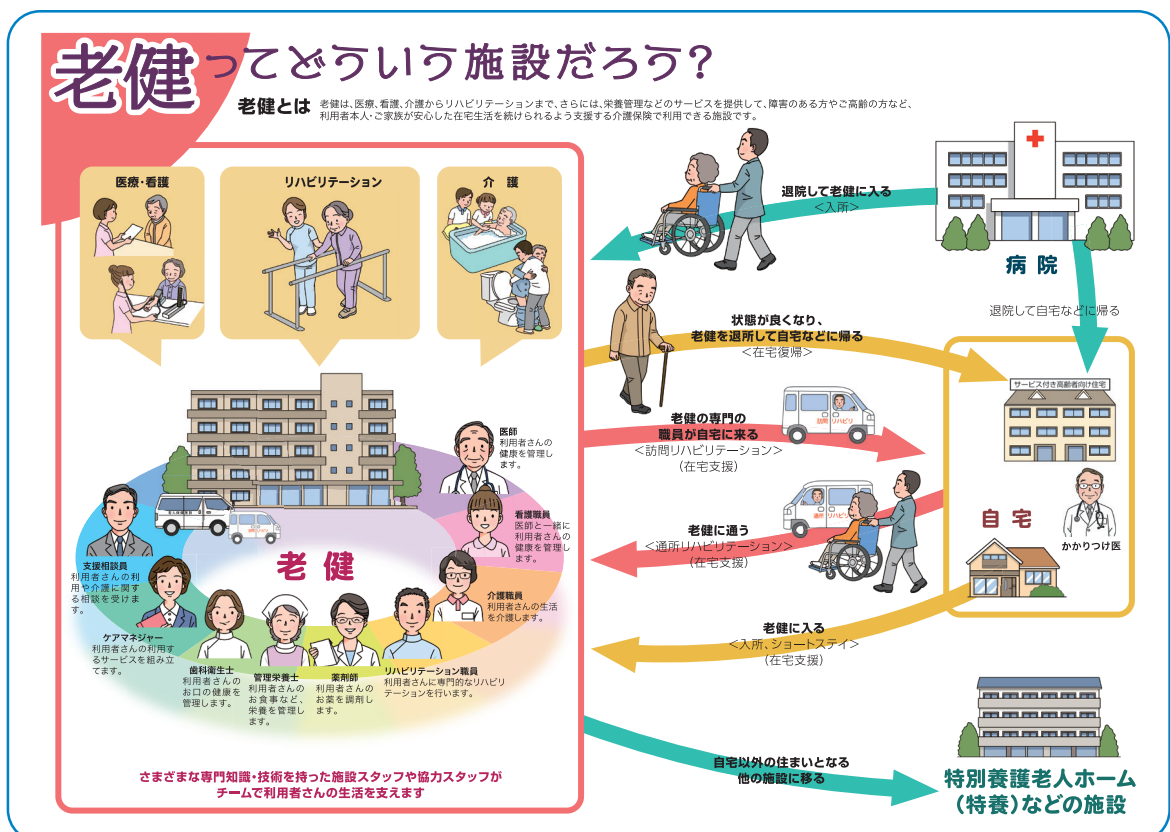 老健ってどういう施設だろう？
老健とは
老健は、医療、看護、介護からリハビリテーションまで、さらには、栄養管理などのサービスを提供して、障害のある方やご高齢の方など、
利用者本人・ご家族が安心した在宅生活を続けられるよう支援する介護保険で利用できる施設です。
医療・看護
リハビリテーション
介護
医師
利用者さんの
健康を管理し
ます。
看護職員
医師と一緒に
利用者さんの
健康を管理し
ます。
介護職員
利用者さんの生活
を介護します。
リハビリテーション職員
利用者さんに専門的なリハビリ
テーションを行います。
薬剤師
利用者さんの
お薬を調剤し
ます。
管理栄養士
利用者さんの
お食事など、
栄養を管理し
ます。
歯科衛生士
利用者さんの
お口の健康を
管理します。
ケアマネジャー
利用者さんの利用す
るサービスを組み立
てます。
支援相談員
利用者さんの利
用や介護に関す
る相談を受けま
す。
老健
さまざまな専門知識・技術を持った施設スタッフや協力スタッフが
チームで利用者さんの生活を支えます
退院して老健に入る
＜入所＞
病院
退院して自宅などに帰る
状態が良くなり、
老健を退所して自宅などに帰る
＜在宅復帰＞
サービス付き高齢者向け住宅
老健の専門の
職員が自宅に来る
＜訪問リハビリテーション＞
（在宅支援）
訪問 リハビリ
老健に通う
＜通所リハビリテーション＞
（在宅支援）
通所 リハビリ
自宅
かかりつけ医
老健に入る
＜入所、ショートステイ＞
（在宅支援）
自宅以外の住まいとなる
他の施設に移る
特別養護老人ホーム
（特養）などの施設